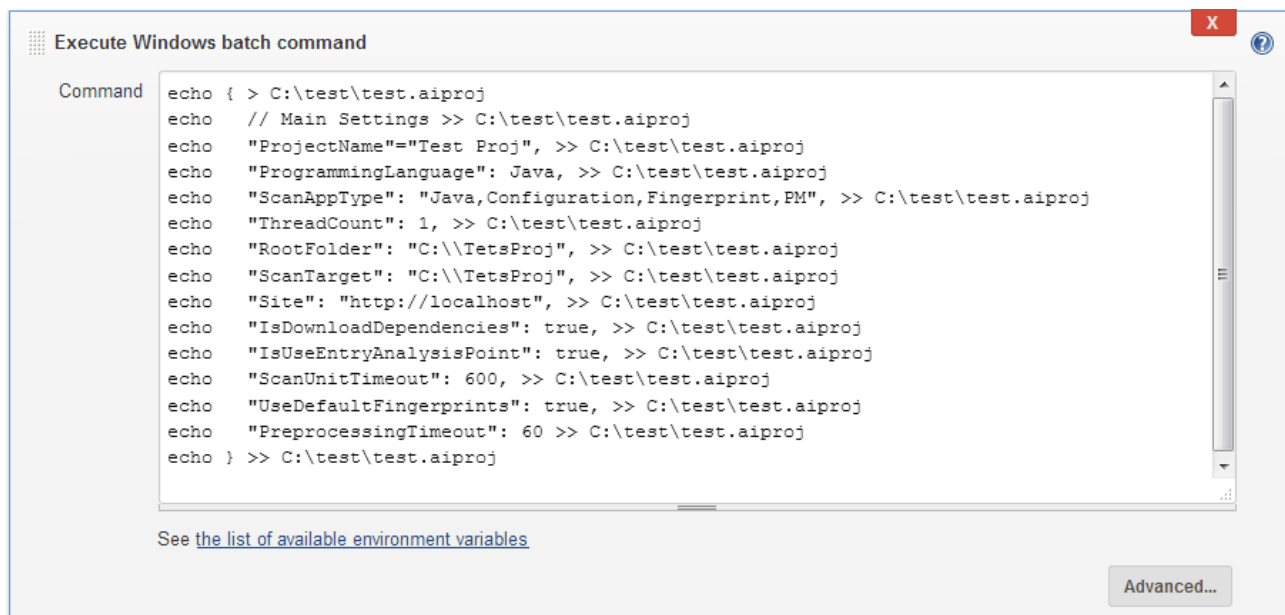 X
Execute Windows batch command
Command
echo { > C:\test\test.aiproj
echo   // Main Settings >> C:\test\test.aiproj
echo   "ProjectName"="Test Proj", >> C:\test\test.aiproj
echo   "ProgrammingLanguage": Java, >> C:\test\test.aiproj
echo   "ScanAppType": "Java,Configuration,Fingerprint,PM", >> C:\test\test.aiproj
echo   "ThreadCount": 1, >> C:\test\test.aiproj
echo   "RootFolder": "C:\\TetsProj", >> C:\test\test.aiproj
echo   "ScanTarget": "C:\\TetsProj", >> C:\test\test.aiproj
echo   "Site": "http://localhost", >> C:\test\test.aiproj
echo   "IsDownloadDependencies": true, >> C:\test\test.aiproj
echo   "IsUseEntryAnalysisPoint": true, >> C:\test\test.aiproj
echo   "ScanUnitTimeout": 600, >> C:\test\test.aiproj
echo   "UseDefaultFingerprints": true, >> C:\test\test.aiproj
echo   "PreprocessingTimeout": 60 >> C:\test\test.aiproj
echo } >> C:\test\test.aiproj
See the list of available environment variables
Advanced...